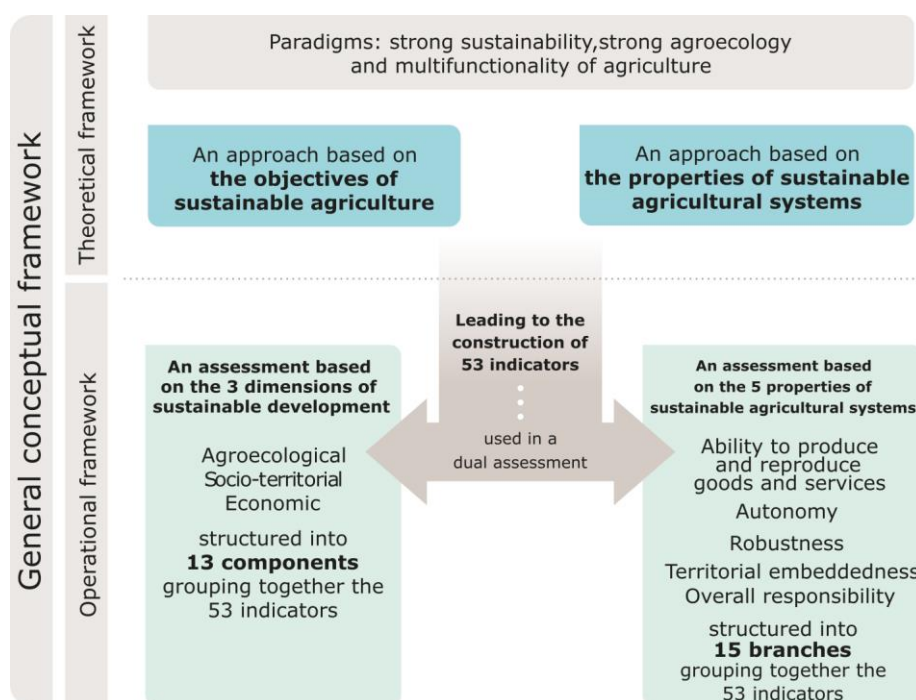 General conceptual framework
Theoretical framework
Paradigms: strong sustainability,strong agroecology
and multifunctionality of agriculture
An approach based on
the objectives of
sustainable agriculture
An approach based on
the properties of sustainable
agricultural systems
Operational framework
Leading to the
construction of
53 indicators
used in a
dual assessment
An assessment based
on the 3 dimensions of
sustainable development
Agroecological
Socio-territorial
Economic
structured into
13 components
grouping together the
53 indicators
An assessment based
on the 5 properties of
sustainable agricultural systems
Ability to produce
and reproduce
goods and services
Autonomy
Robustness
Territorial embeddedness
Overall responsibility
structured into
15 branches
grouping together the
53 indicators